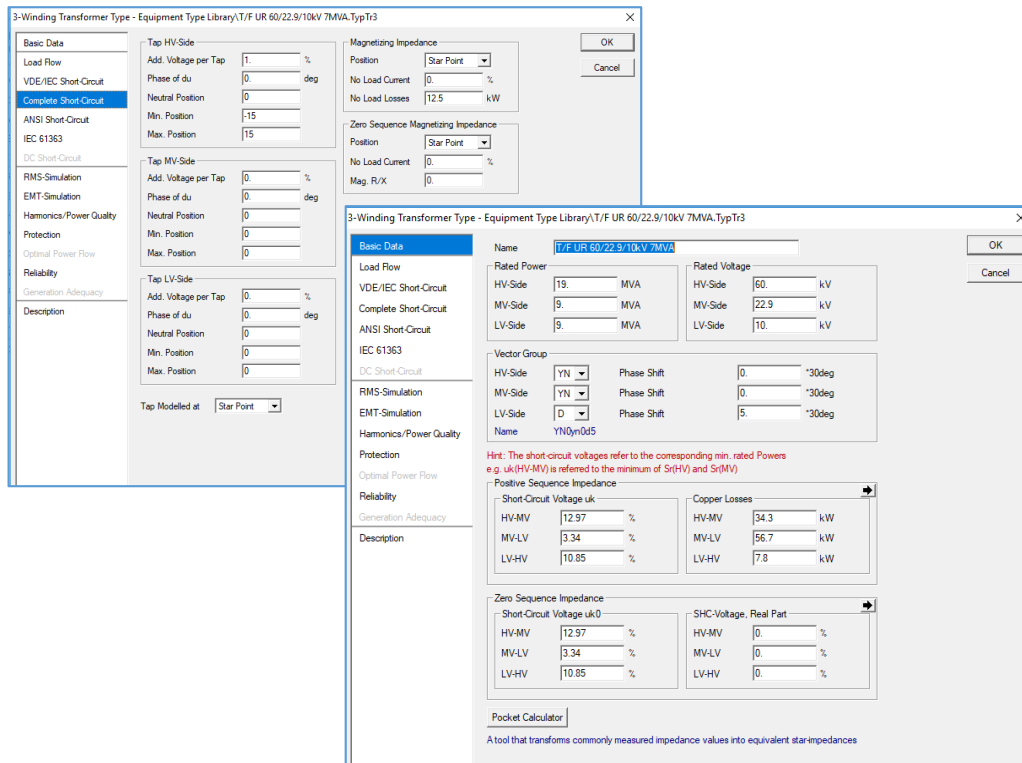 3-Winding Transformer Type - Equipment Type Library\T/F UR 60/22.9/10kV 7MVA.TypTr3
Basic Data
Load Flow
VDE/IEC Short-Circuit
Complete Short-Circuit
ANSI Short-Circuit
IEC 61363
DC Short-Circuit
RMS-Simulation
EMT-Simulation
Harmonics/Power Quality
Protection
Optimal Power Flow
Reliability
Generation Adequacy
Description
Tap HV-Side
Add. Voltage per Tap 1. %
Phase of du 0. deg
Neutral Position 0
Min. Position -15
Max. Position 15
Tap MV-Side
Add. Voltage per Tap 0. %
Phase of du 0. deg
Neutral Position 0
Min. Position 0
Max. Position 0
Tap LV-Side
Add. Voltage per Tap 0. %
Phase of du 0. deg
Neutral Position 0
Min. Position 0
Max. Position 0
Tap Modelled at Star Point
Magnetizing Impedance
Position Star Point
No Load Current 0. %
No Load Losses 12.5 kW
Zero Sequence Magnetizing Impedance
Position Star Point
No Load Current 0. %
Mag. R/X 0.
OK
Cancel
3-Winding Transformer Type - Equipment Type Library\T/F UR 60/22.9/10kV 7MVA.TypTr3
Basic Data
Load Flow
VDE/IEC Short-Circuit
Complete Short-Circuit
ANSI Short-Circuit
IEC 61363
DC Short-Circuit
RMS-Simulation
EMT-Simulation
Harmonics/Power Quality
Protection
Optimal Power Flow
Reliability
Generation Adequacy
Description
Name T/F UR 60/22.9/10kV 7MVA
Rated Power
HV-Side 19. MVA
MV-Side 9. MVA
LV-Side 9. MVA
Rated Voltage
HV-Side 60. kV
MV-Side 22.9 kV
LV-Side 10. kV
Vector Group
HV-Side YN Phase Shift 0. *30deg
MV-Side YN Phase Shift 0. *30deg
LV-Side D Phase Shift 5. *30deg
Name YN0yn0d5
Hint: The short-circuit voltages refer to the corresponding min. rated Powers
e.g. uk(HV-MV) is referred to the minimum of Sr(HV) and Sr(MV)
Positive Sequence Impedance
Short-Circuit Voltage uk
HV-MV 12.97 %
MV-LV 3.34 %
LV-HV 10.85 %
Copper Losses
HV-MV 34.3 kW
MV-LV 56.7 kW
LV-HV 7.8 kW
Zero Sequence Impedance
Short-Circuit Voltage uk0
HV-MV 12.97 %
MV-LV 3.34 %
LV-HV 10.85 %
SHC-Voltage, Real Part
HV-MV 0. %
MV-LV 0. %
LV-HV 0. %
Pocket Calculator
A tool that transforms commonly measured impedance values into equivalent star-impedances
OK
Cancel